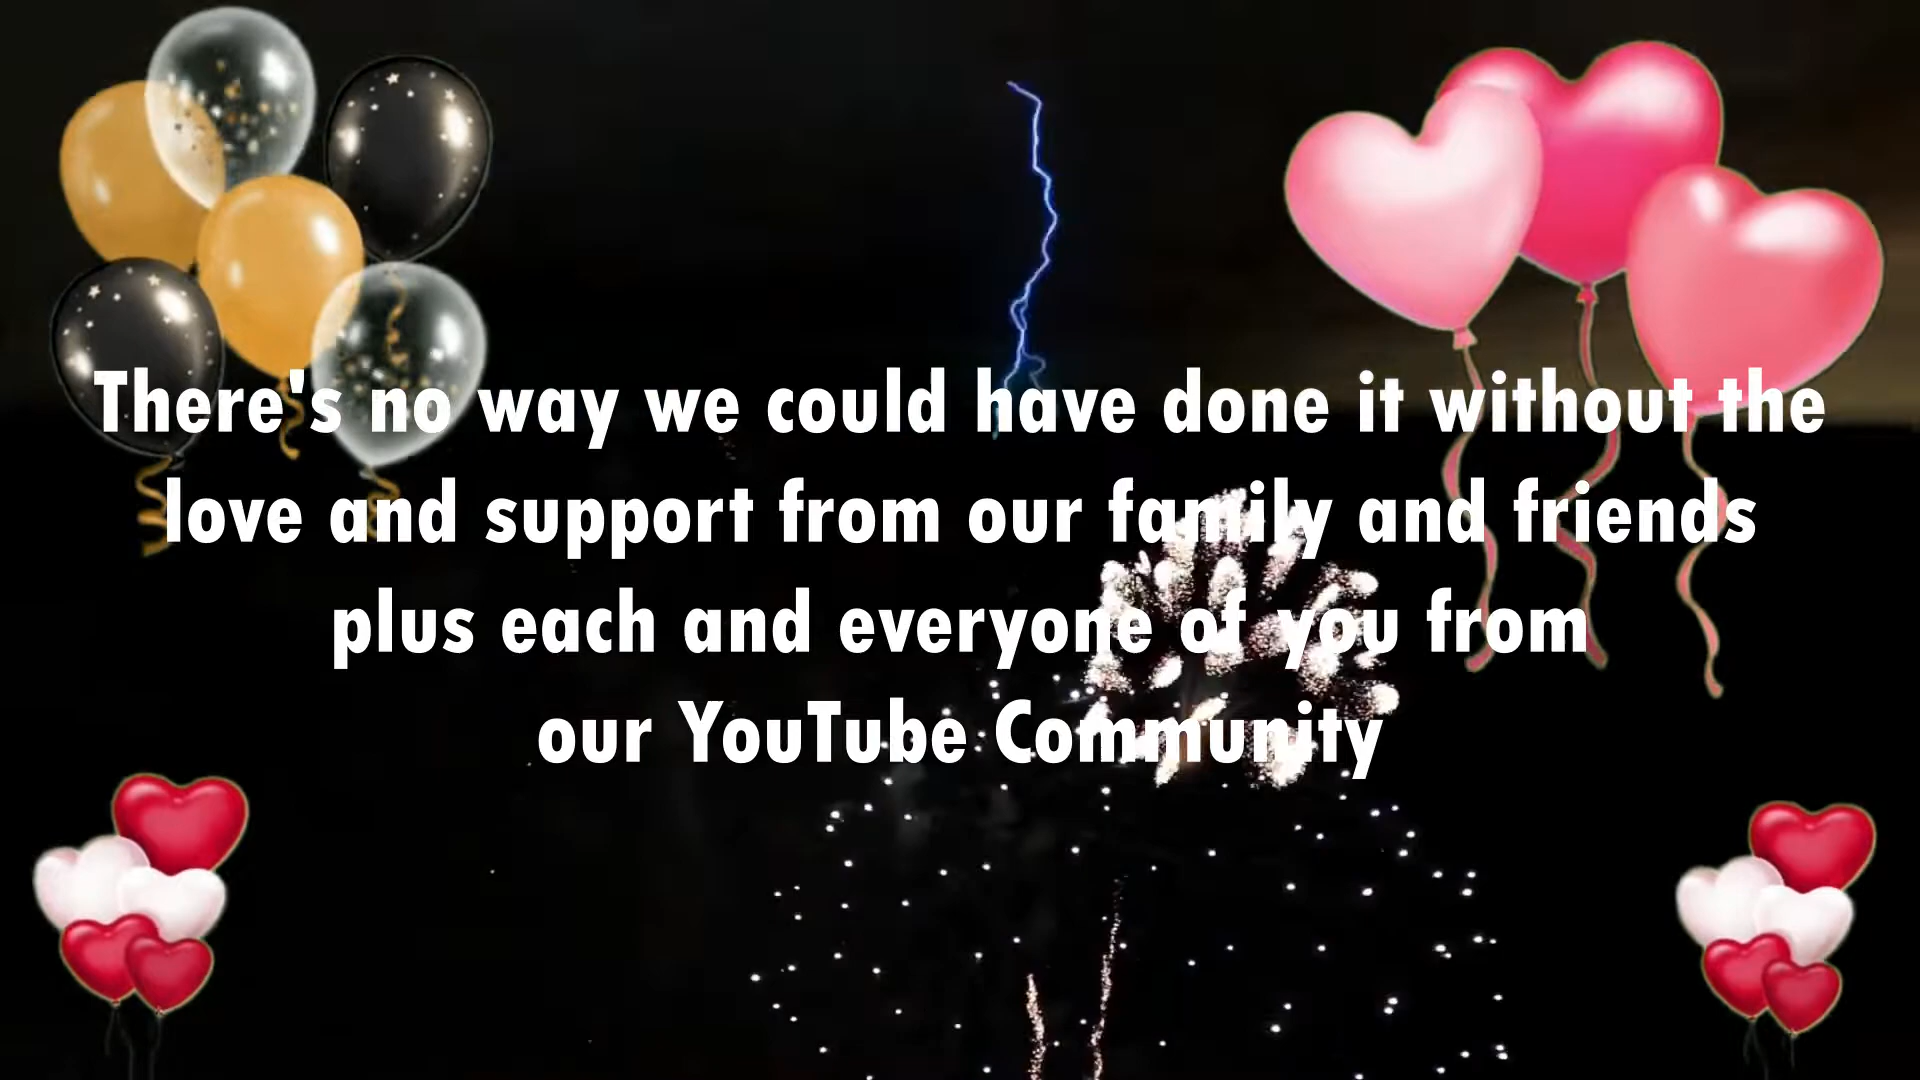 There's no way we could have done it without the
love and support from our family and friends
plus each and everyone of you from
our YouTube Community